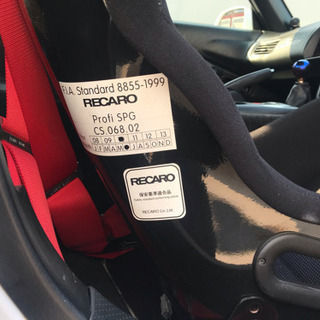 F.I.A. Standard 8855-1999
RECARO
Profi SPG
CS.068.02
08 09 ■ 11 12 13
J F M A M ● J A S O N D
RECARO
保安基準適合品
RECARO Co.,Ltd.